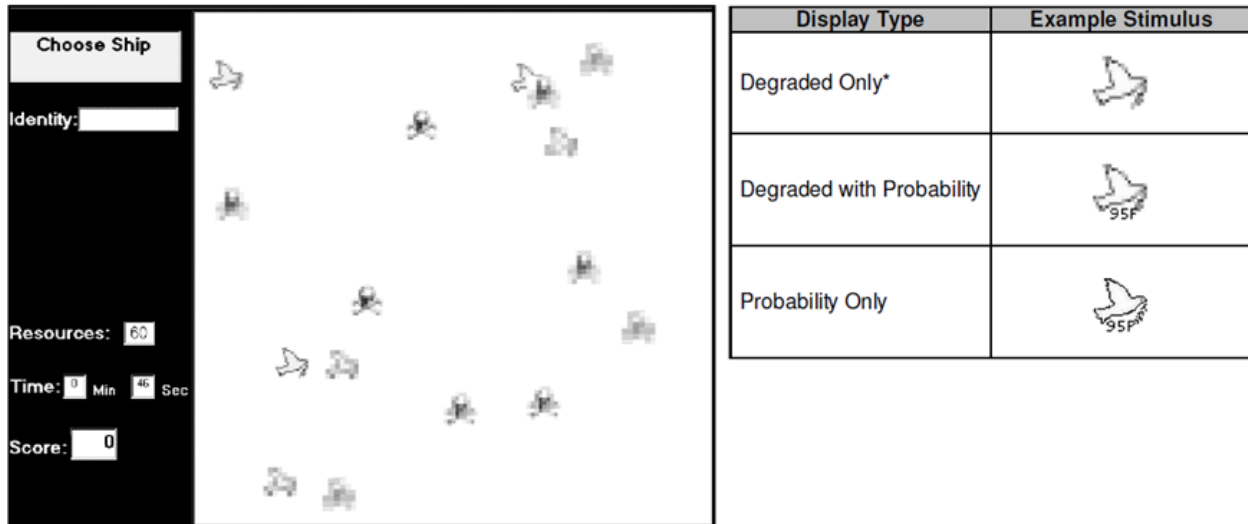 Choose Ship
Identity:
Resources: 60
Time: 0 Min 46 Sec
Score: 0
Display Type Example Stimulus
Degraded Only*
Degraded with Probability
95F
Probability Only
95F